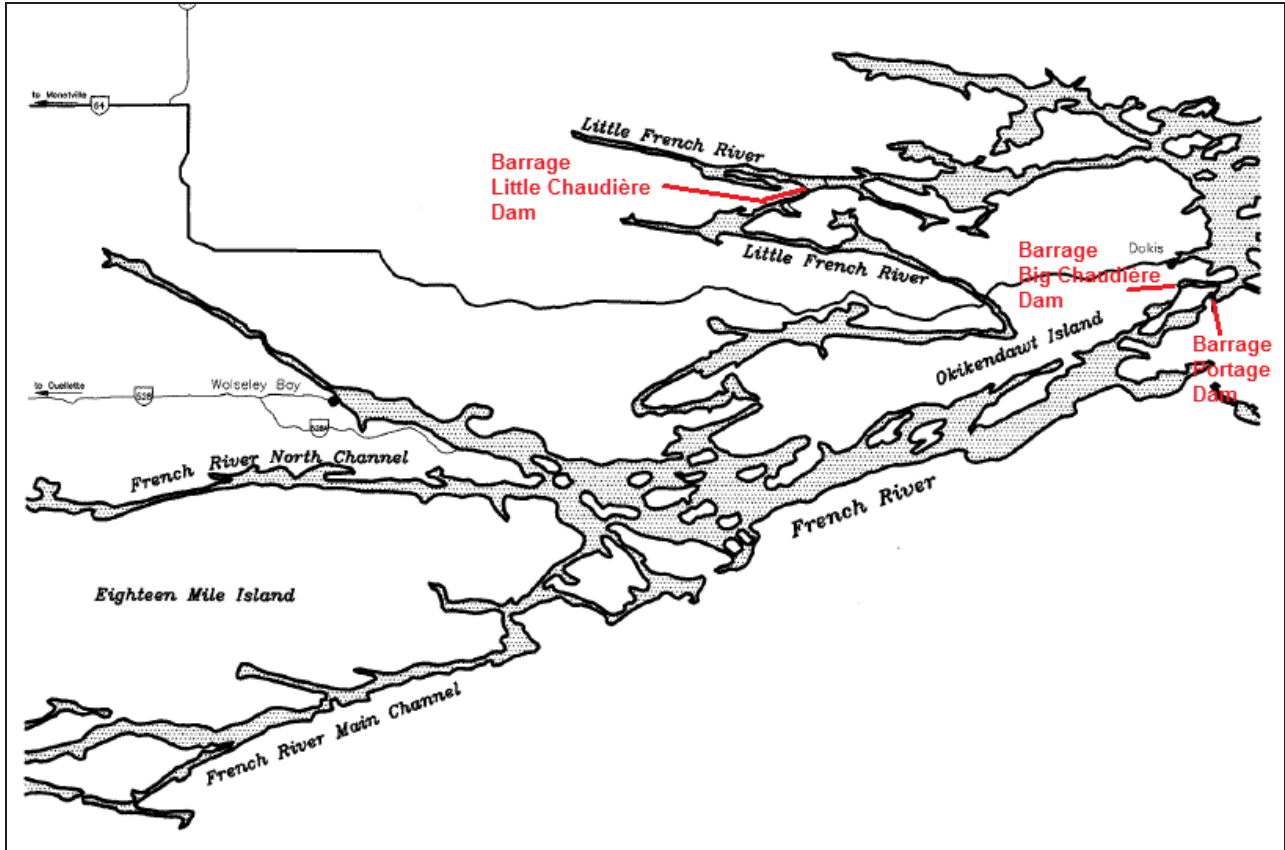 to Monetville
64
Little French River
Barrage
Little Chaudière
Dam
Little French River
Dokis
Barrage
Big Chaudière
Dam
Okikendawt Island
Barrage
Portage
Dam
to Ouellette
528
Wolseley Bay
528A
French River North Channel
French River
Eighteen Mile Island
French River Main Channel